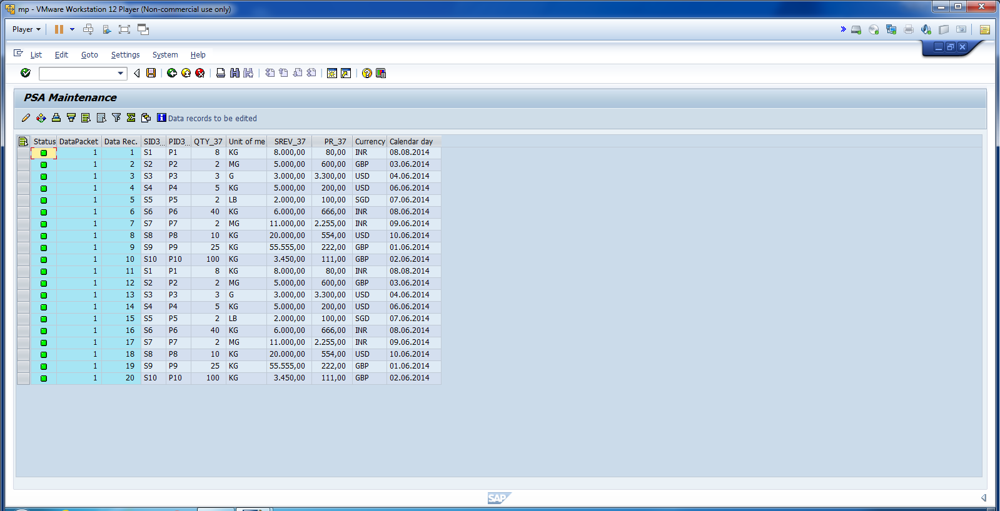 mp - VMware Workstation 12 Player (Non-commercial use only)
Player
List Edit Goto Settings System Help
PSA Maintenance
Data records to be edited
Status DataPacket Data Rec. SID3... PID3... QTY_37 Unit of me SREV_37 PR_37 Currency Calendar day
1 1 S1 P1 8 KG 8.000,00 80,00 INR 08.08.2014
1 2 S2 P2 2 MG 5.000,00 600,00 GBP 03.06.2014
1 3 S3 P3 3 G 3.000,00 3.300,00 USD 04.06.2014
1 4 S4 P4 5 KG 5.000,00 200,00 USD 06.06.2014
1 5 S5 P5 2 LB 2.000,00 100,00 SGD 07.06.2014
1 6 S6 P6 40 KG 6.000,00 666,00 INR 08.06.2014
1 7 S7 P7 2 MG 11.000,00 2.255,00 INR 09.06.2014
1 8 S8 P8 10 KG 20.000,00 554,00 USD 10.06.2014
1 9 S9 P9 25 KG 55.555,00 222,00 GBP 01.06.2014
1 10 S10 P10 100 KG 3.450,00 111,00 GBP 02.06.2014
1 11 S1 P1 8 KG 8.000,00 80,00 INR 08.08.2014
1 12 S2 P2 2 MG 5.000,00 600,00 GBP 03.06.2014
1 13 S3 P3 3 G 3.000,00 3.300,00 USD 04.06.2014
1 14 S4 P4 5 KG 5.000,00 200,00 USD 06.06.2014
1 15 S5 P5 2 LB 2.000,00 100,00 SGD 07.06.2014
1 16 S6 P6 40 KG 6.000,00 666,00 INR 08.06.2014
1 17 S7 P7 2 MG 11.000,00 2.255,00 INR 09.06.2014
1 18 S8 P8 10 KG 20.000,00 554,00 USD 10.06.2014
1 19 S9 P9 25 KG 55.555,00 222,00 GBP 01.06.2014
1 20 S10 P10 100 KG 3.450,00 111,00 GBP 02.06.2014
SAP